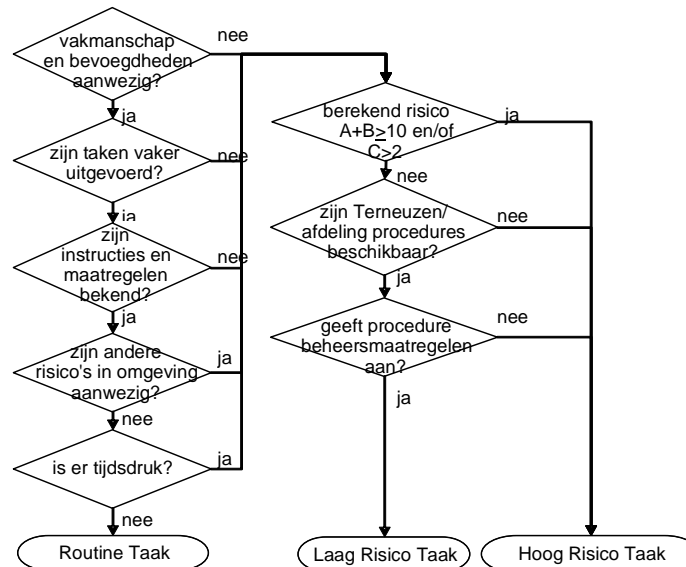 vakmanschap
en bevoegdheden
aanwezig?
nee
ja
zijn taken vaker
uitgevoerd?
nee
ja
zijn
instructies en
maatregelen
bekend?
nee
ja
zijn andere
risico's in omgeving
aanwezig?
ja
nee
is er tijdsdruk?
ja
nee
Routine Taak
berekend risico
A+B≥10 en/of
C>2
ja
nee
zijn Terneuzen/
afdeling procedures
beschikbaar?
nee
ja
geeft procedure
beheersmaatregelen
aan?
nee
ja
Laag Risico Taak
Hoog Risico Taak